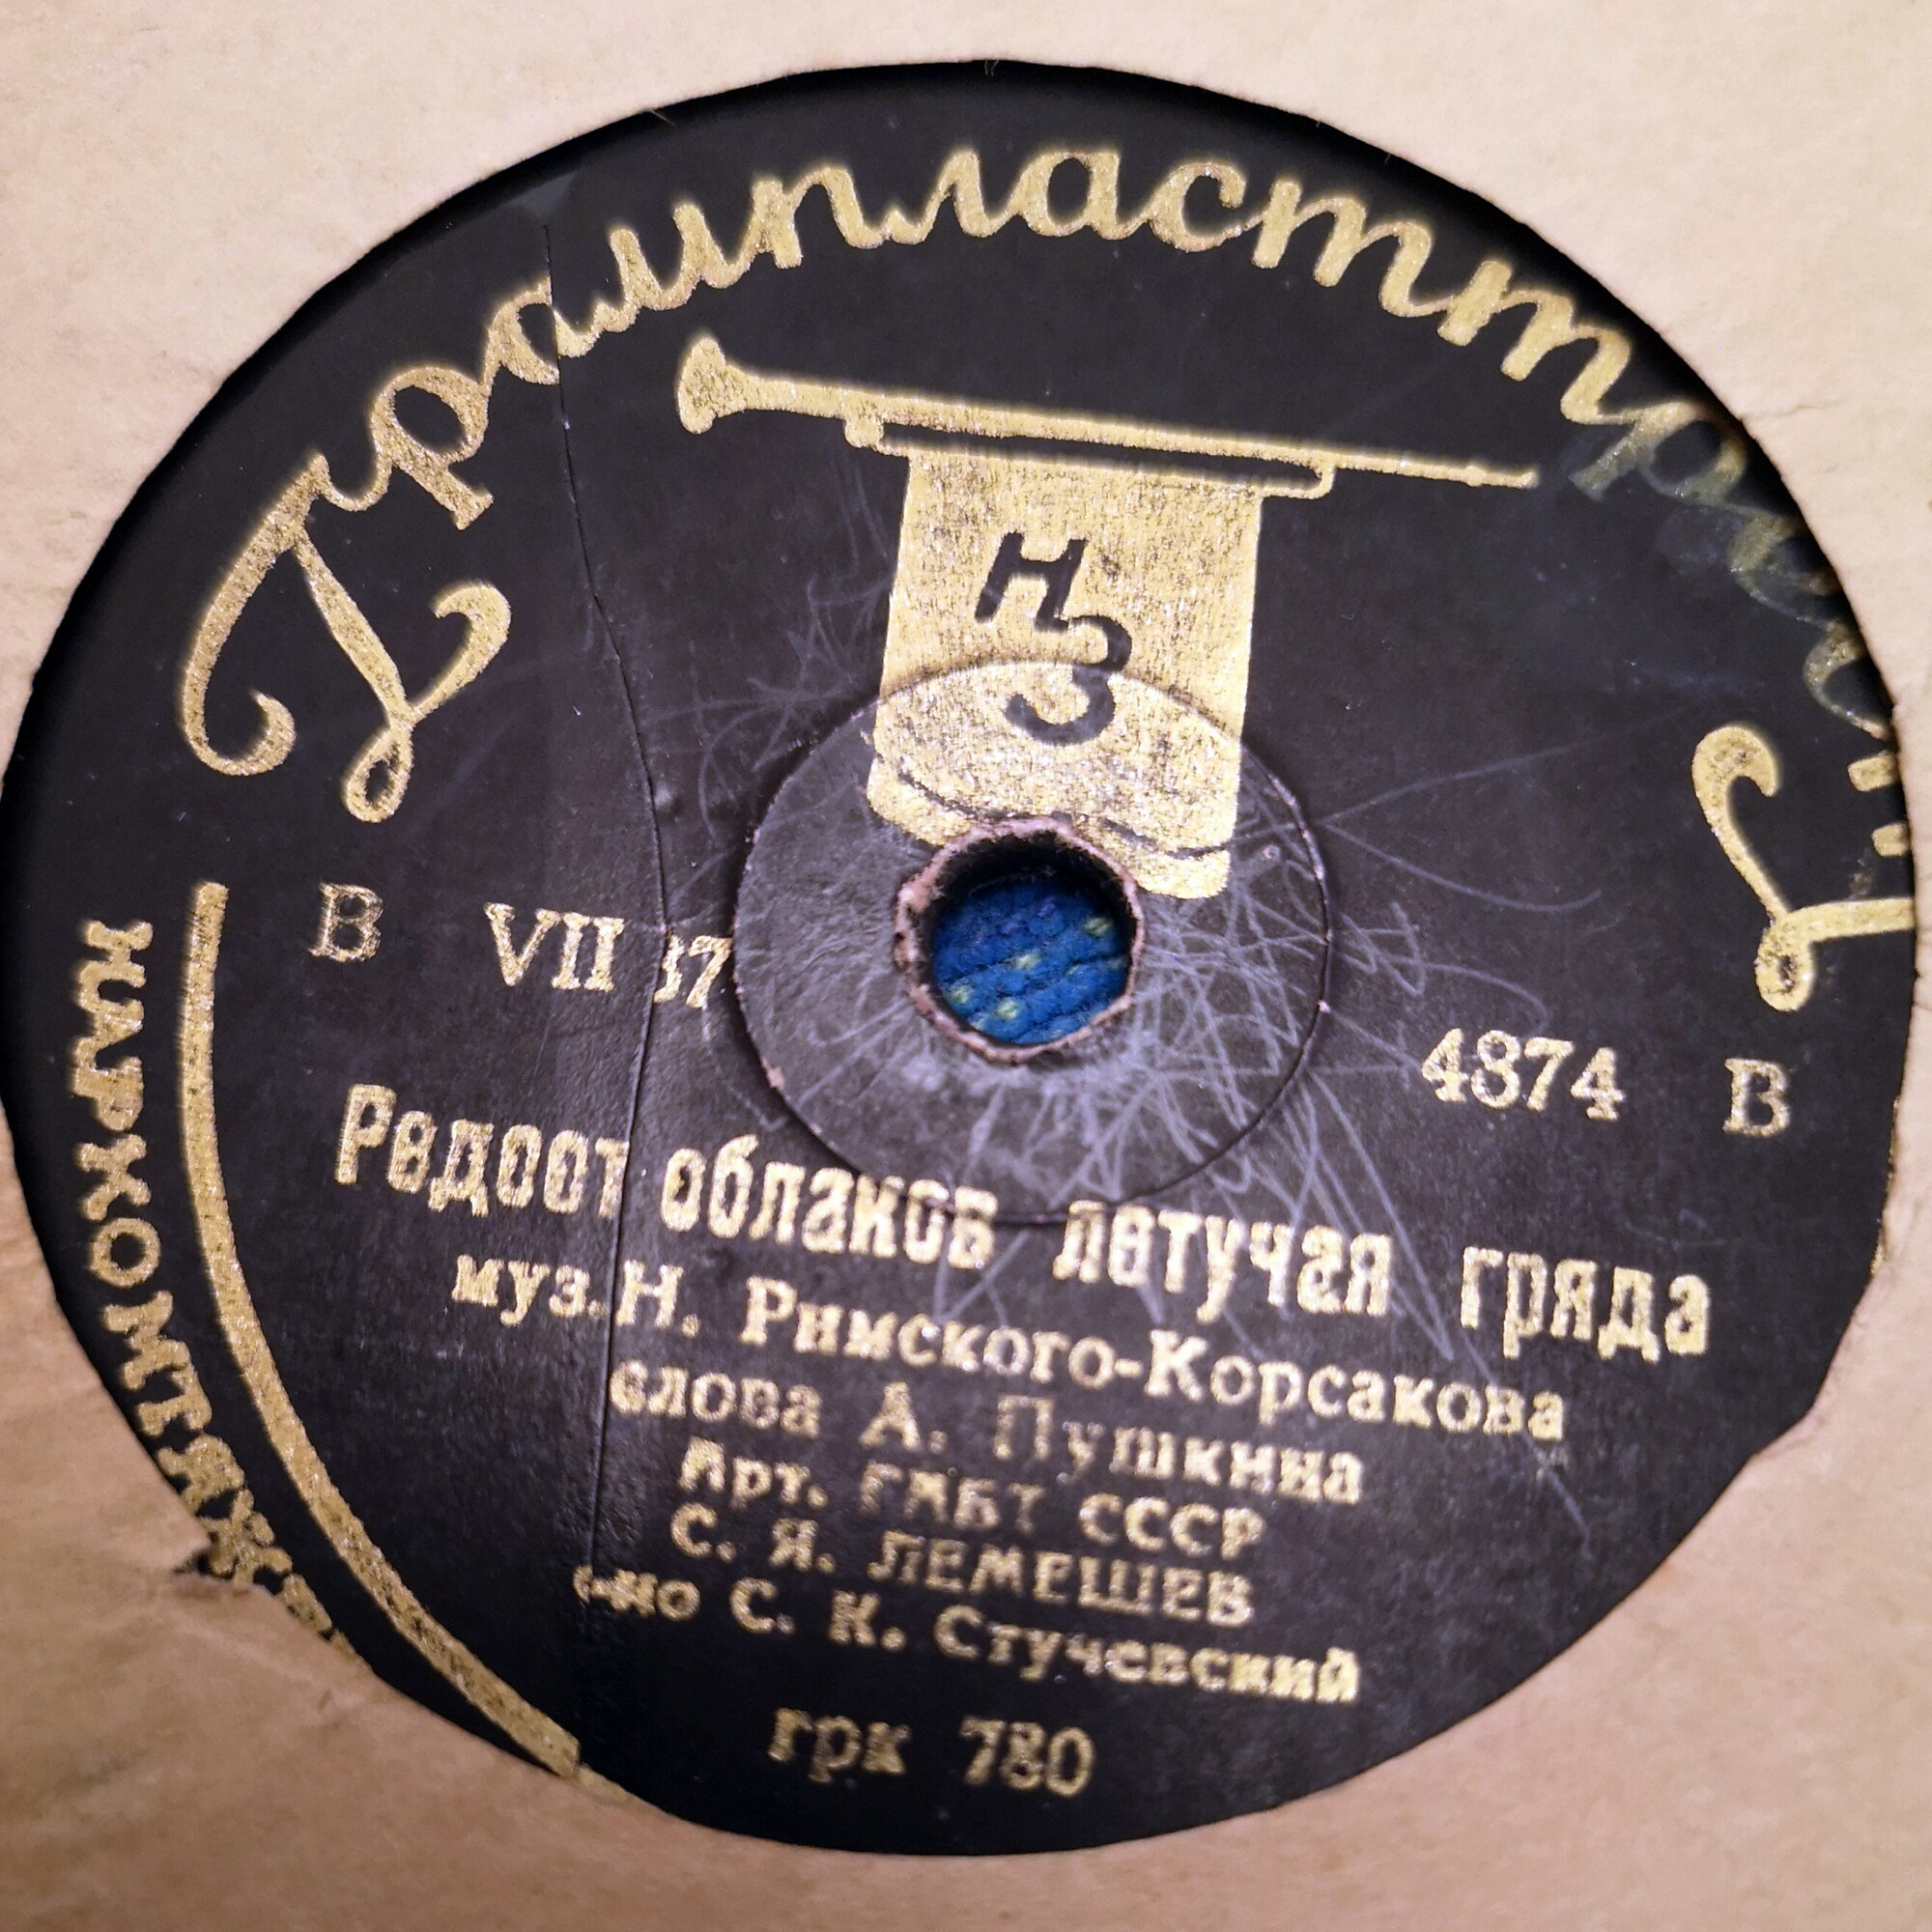 Грампласттрест
НЗ
В VII 37 4874 В
Редеет облаков летучая гряда
муз. Н. Римского-Корсакова
слова А. Пушкина
Арт. ГАБТ СССР
С. Я. ЛЕМЕШЕВ
С. К. Стучевский
грк 780